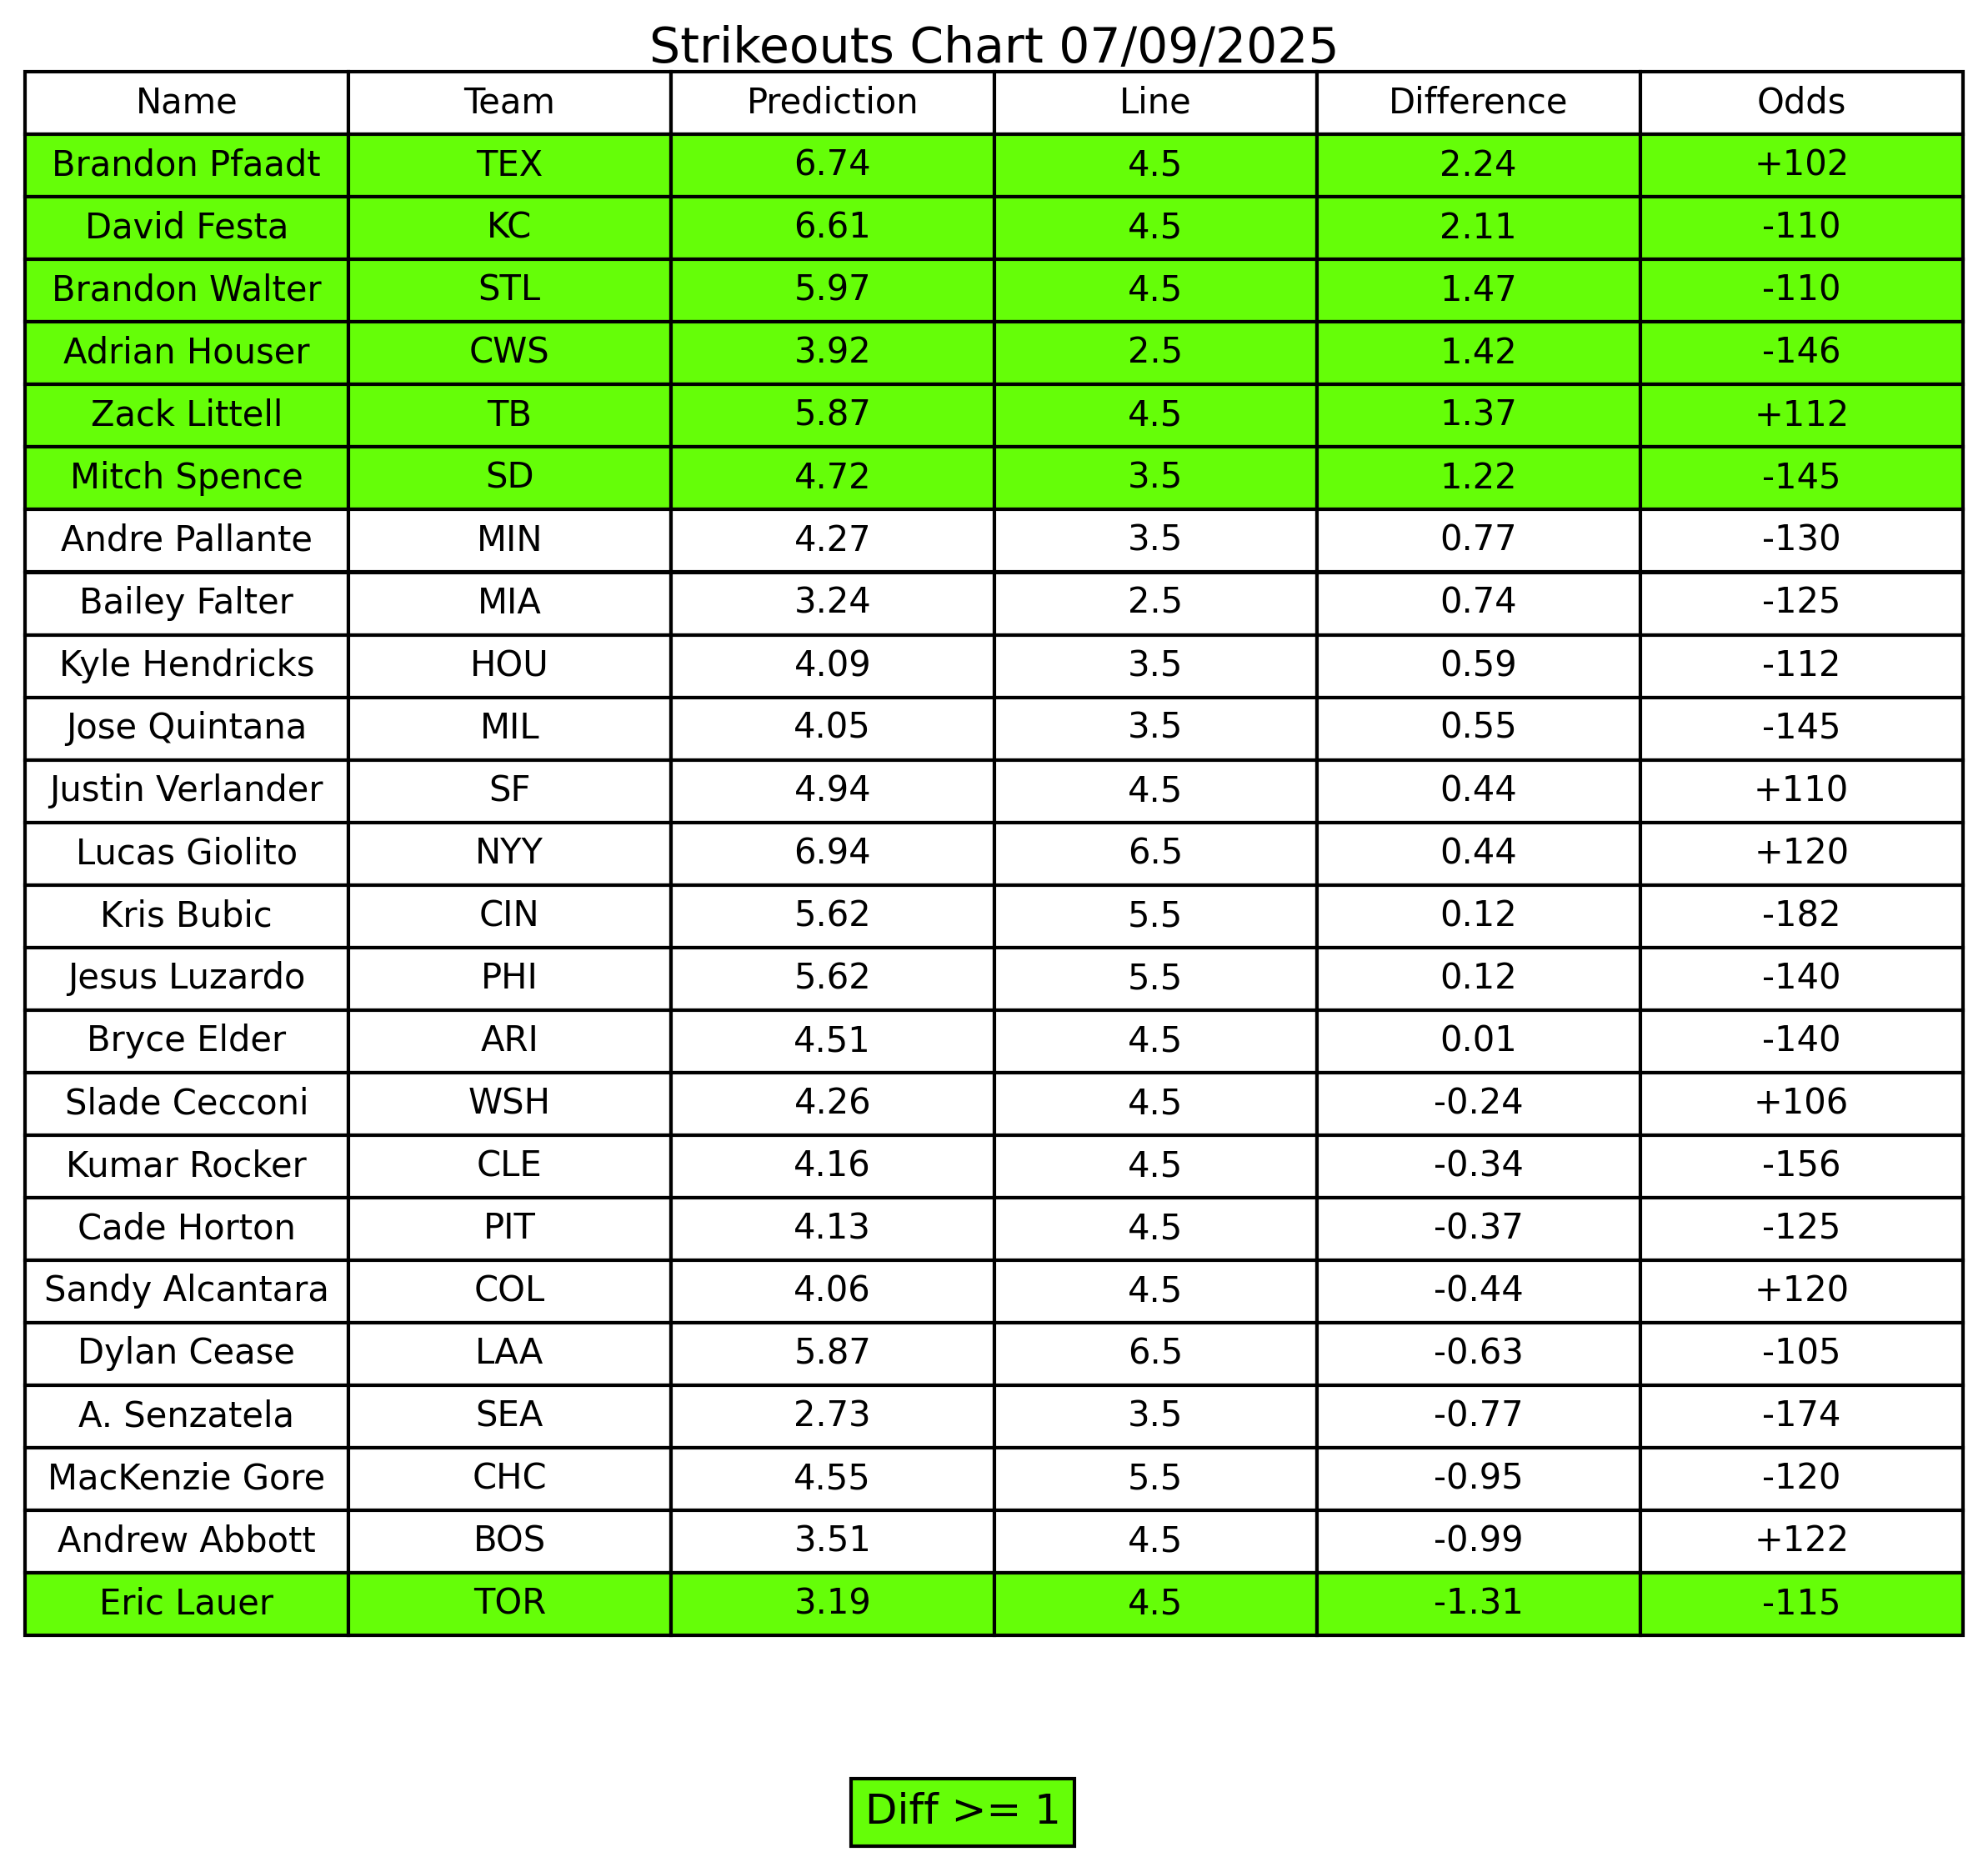 Strikeouts Chart 07/09/2025
Name Team Prediction Line Difference Odds
Brandon Pfaadt TEX 6.74 4.5 2.24 +102
David Festa KC 6.61 4.5 2.11 -110
Brandon Walter STL 5.97 4.5 1.47 -110
Adrian Houser CWS 3.92 2.5 1.42 -146
Zack Littell TB 5.87 4.5 1.37 +112
Mitch Spence SD 4.72 3.5 1.22 -145
Andre Pallante MIN 4.27 3.5 0.77 -130
Bailey Falter MIA 3.24 2.5 0.74 -125
Kyle Hendricks HOU 4.09 3.5 0.59 -112
Jose Quintana MIL 4.05 3.5 0.55 -145
Justin Verlander SF 4.94 4.5 0.44 +110
Lucas Giolito NYY 6.94 6.5 0.44 +120
Kris Bubic CIN 5.62 5.5 0.12 -182
Jesus Luzardo PHI 5.62 5.5 0.12 -140
Bryce Elder ARI 4.51 4.5 0.01 -140
Slade Cecconi WSH 4.26 4.5 -0.24 +106
Kumar Rocker CLE 4.16 4.5 -0.34 -156
Cade Horton PIT 4.13 4.5 -0.37 -125
Sandy Alcantara COL 4.06 4.5 -0.44 +120
Dylan Cease LAA 5.87 6.5 -0.63 -105
A. Senzatela SEA 2.73 3.5 -0.77 -174
MacKenzie Gore CHC 4.55 5.5 -0.95 -120
Andrew Abbott BOS 3.51 4.5 -0.99 +122
Eric Lauer TOR 3.19 4.5 -1.31 -115
Diff >= 1